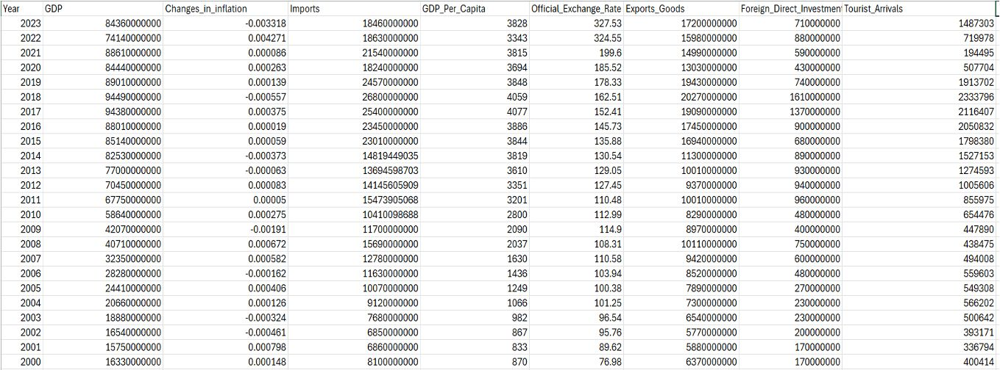 Year GDP Changes_in_inflation Imports GDP_Per_Capita Official_Exchange_Rate Exports_Goods Foreign_Direct_Investmen Tourist_Arrivals
2023 84360000000 -0.003318 18460000000 3828 327.53 17200000000 710000000 1487303
2022 74140000000 0.004271 18630000000 3343 324.55 15980000000 880000000 719978
2021 88610000000 0.000086 21540000000 3815 199.6 14990000000 590000000 194495
2020 84440000000 0.000263 18240000000 3694 185.52 13030000000 430000000 507704
2019 89010000000 0.000139 24570000000 3848 178.33 19430000000 740000000 1913702
2018 94490000000 -0.000557 26800000000 4059 162.51 20270000000 1610000000 2333796
2017 94380000000 0.000375 25400000000 4077 152.41 19090000000 1370000000 2116407
2016 88010000000 0.000019 23450000000 3886 145.73 17450000000 900000000 2050832
2015 85140000000 0.000059 23010000000 3844 135.88 16940000000 680000000 1798380
2014 82530000000 -0.000373 14819449035 3819 130.54 11300000000 890000000 1527153
2013 77000000000 -0.000063 13694598703 3610 129.05 10010000000 930000000 1274593
2012 70450000000 0.000083 14145605909 3351 127.45 9370000000 940000000 1005606
2011 67750000000 0.00005 15473905068 3201 110.48 10010000000 960000000 855975
2010 58640000000 0.000275 10410098688 2800 112.99 8290000000 480000000 654476
2009 42070000000 -0.00191 11700000000 2090 114.9 8970000000 400000000 447890
2008 40710000000 0.000672 15690000000 2037 108.31 10110000000 750000000 438475
2007 32350000000 0.000582 12780000000 1630 110.58 9420000000 600000000 494008
2006 28280000000 -0.000162 11630000000 1436 103.94 8520000000 480000000 559603
2005 24410000000 0.000406 10070000000 1249 100.38 7890000000 270000000 549308
2004 20660000000 0.000126 9120000000 1066 101.25 7300000000 230000000 566202
2003 18880000000 -0.000324 7680000000 982 96.54 6540000000 230000000 500642
2002 16540000000 -0.000461 6850000000 867 95.76 5770000000 200000000 393171
2001 15750000000 0.000798 6860000000 833 89.62 5880000000 170000000 336794
2000 16330000000 0.000148 8100000000 870 76.98 6370000000 170000000 400414